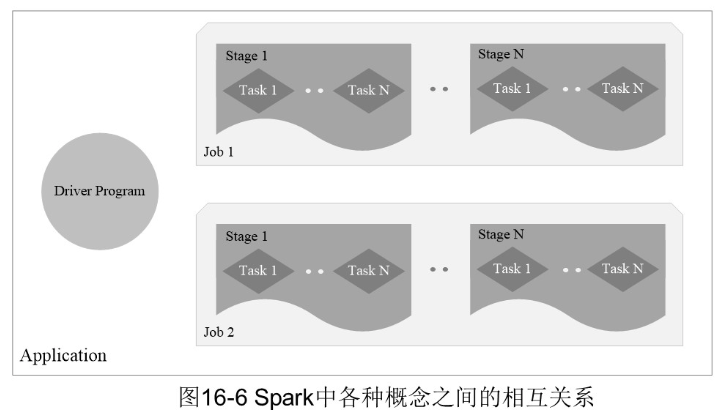 Stage 1
Stage N
Task 1
Task N
Task 1
Task N
Job 1
Driver Program
Stage 1
Stage N
Task 1
Task N
Task 1
Task N
Job 2
Application
图16-6 Spark中各种概念之间的相互关系